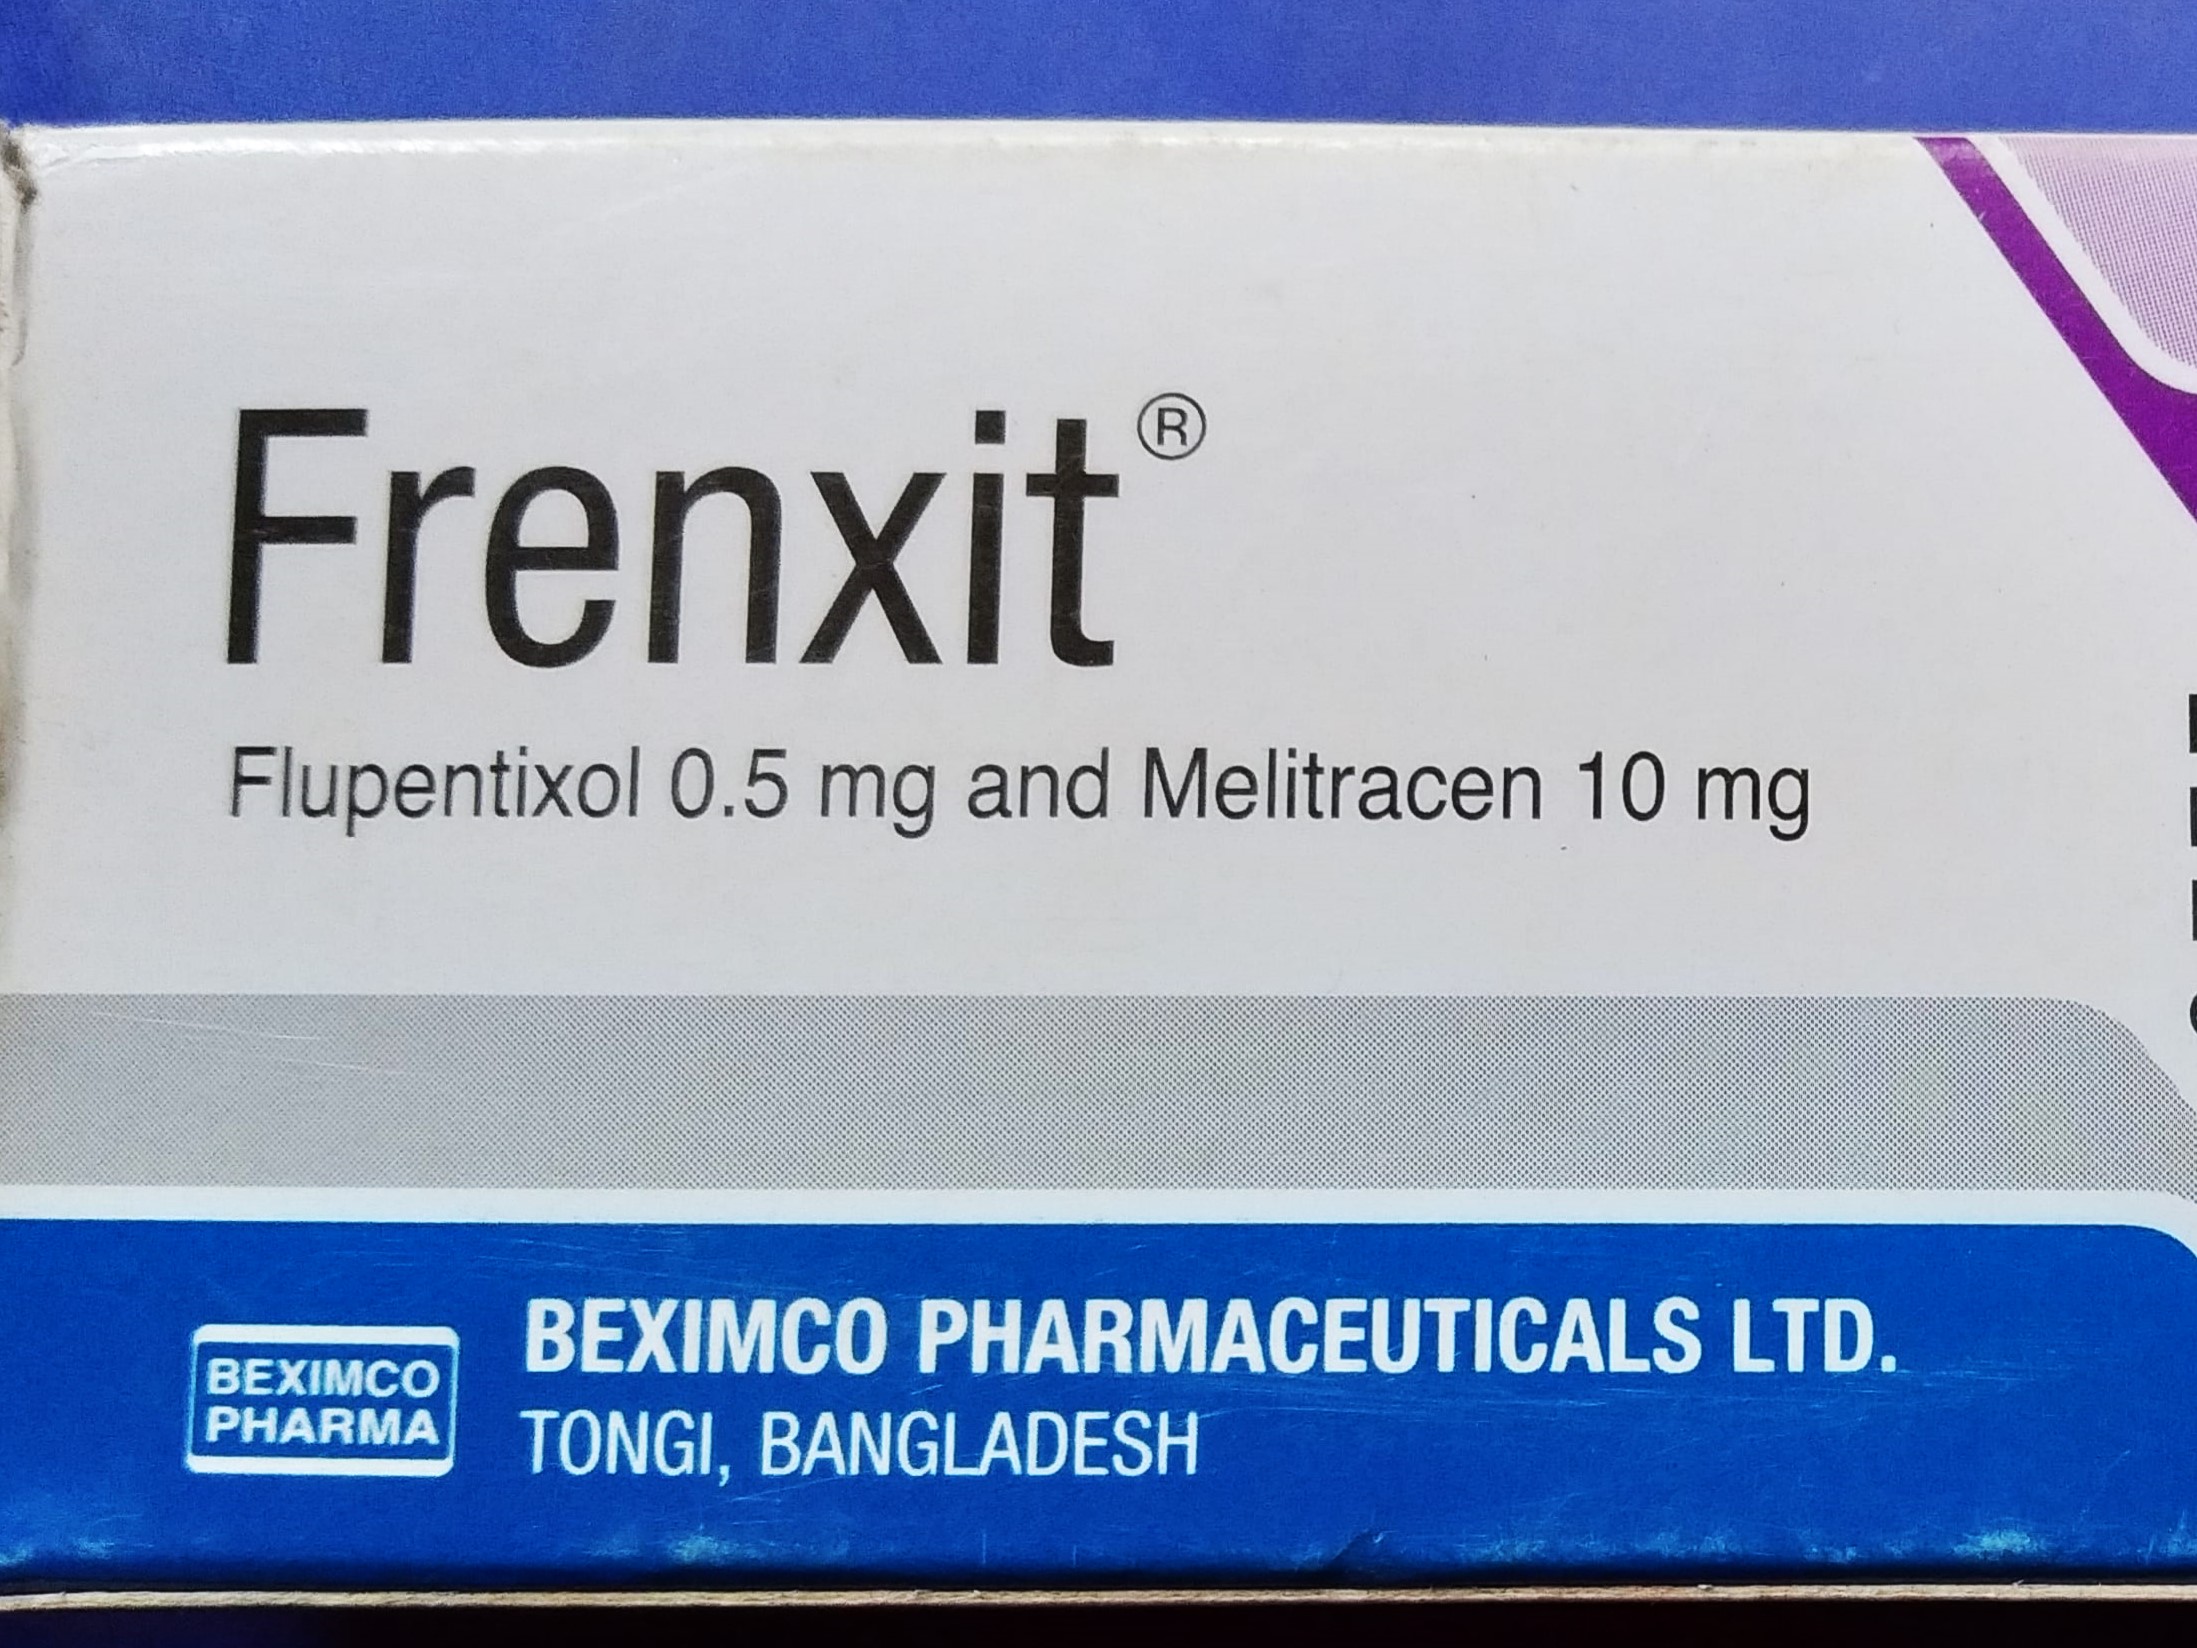 Frenxit®
Flupentixol 0.5 mg and Melitracen 10 mg
BEXIMCO
PHARMA
BEXIMCO PHARMACEUTICALS LTD.
TONGI, BANGLADESH